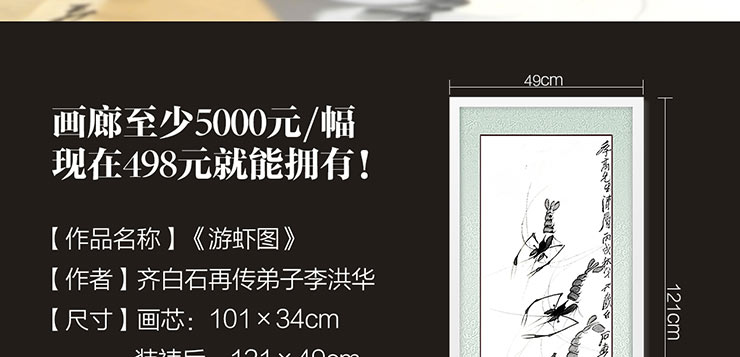 49cm
画廊至少5000元/幅
现在498元就能拥有！
【作品名称】《游虾图》
【作者】齐白石再传弟子李洪华
【尺寸】画芯：101×34cm
装裱后：121×49cm
121cm